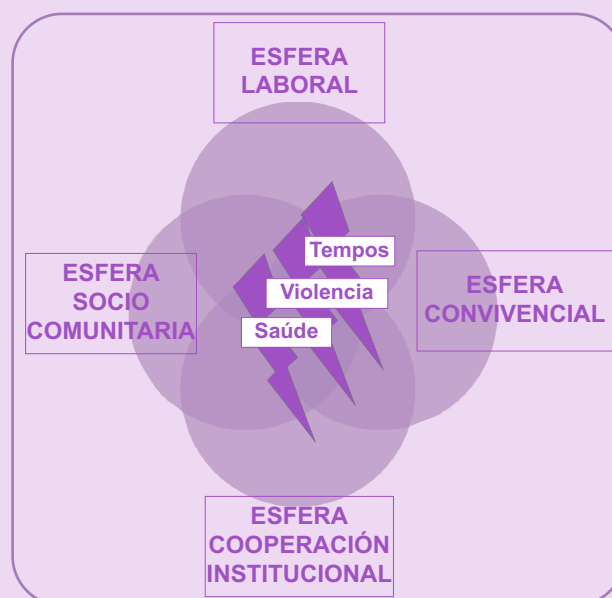 ESFERA
LABORAL
Tempos
ESFERA
SOCIO
COMUNITARIA
Violencia
ESFERA
CONVIVENCIAL
Saúde
ESFERA
COOPERACIÓN
INSTITUCIONAL